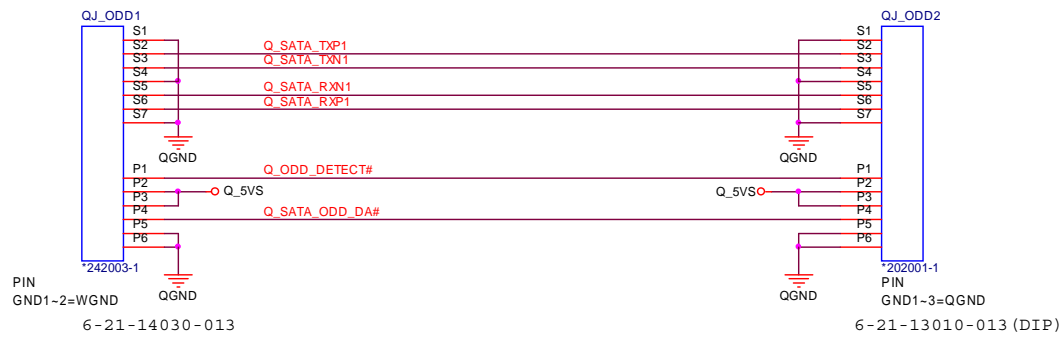 QJ_ODD1
QJ_ODD2
S1
S2
S3
S4
S5
S6
S7
Q_SATA_TXP1
Q_SATA_TXN1
Q_SATA_RXN1
Q_SATA_RXP1
S1
S2
S3
S4
S5
S6
S7
QGND
QGND
P1
P2
P3
P4
P5
P6
Q_ODD_DETECT#
Q_5VS
Q_SATA_ODD_DA#
Q_5VS
P1
P2
P3
P4
P5
P6
*242003-1
*202001-1
QGND
QGND
PIN
GND1~2=WGND
PIN
GND1~3=QGND
6-21-14030-013
6-21-13010-013(DIP)